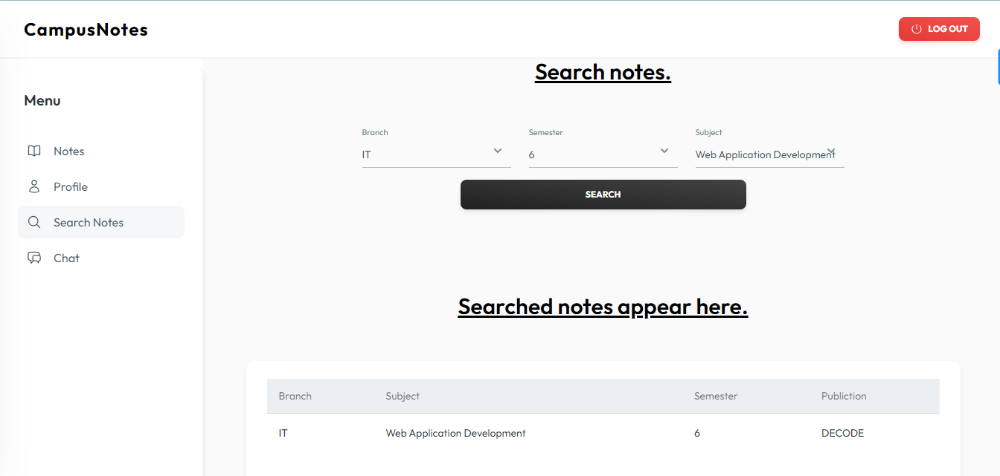 CampusNotes
LOG OUT
Menu
Notes
Profile
Search Notes
Chat
Search notes.
Branch Semester Subject
IT 6 Web Application Development
SEARCH
Searched notes appear here.
Branch Subject Semester Publiction
IT Web Application Development 6 DECODE